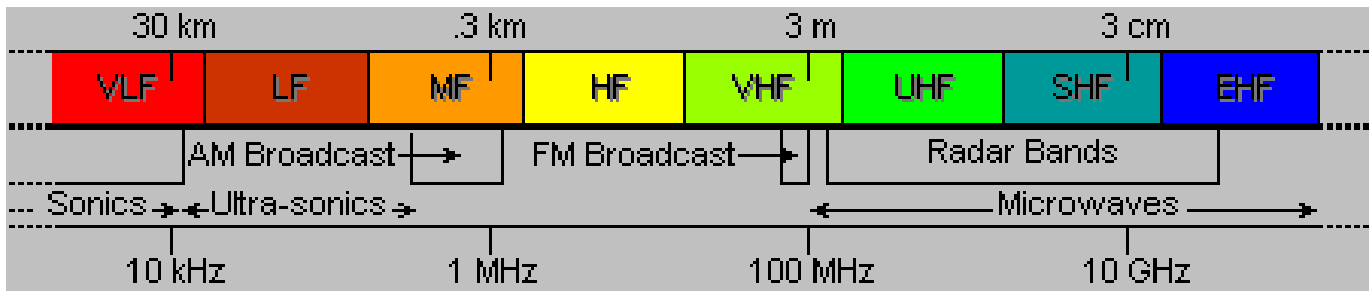 30 km .3 km 3 m 3 cm
VLF LF MF HF VHF UHF SHF EHF
AM Broadcast FM Broadcast Radar Bands
Sonics Ultra-sonics Microwaves
10 kHz 1 MHz 100 MHz 10 GHz